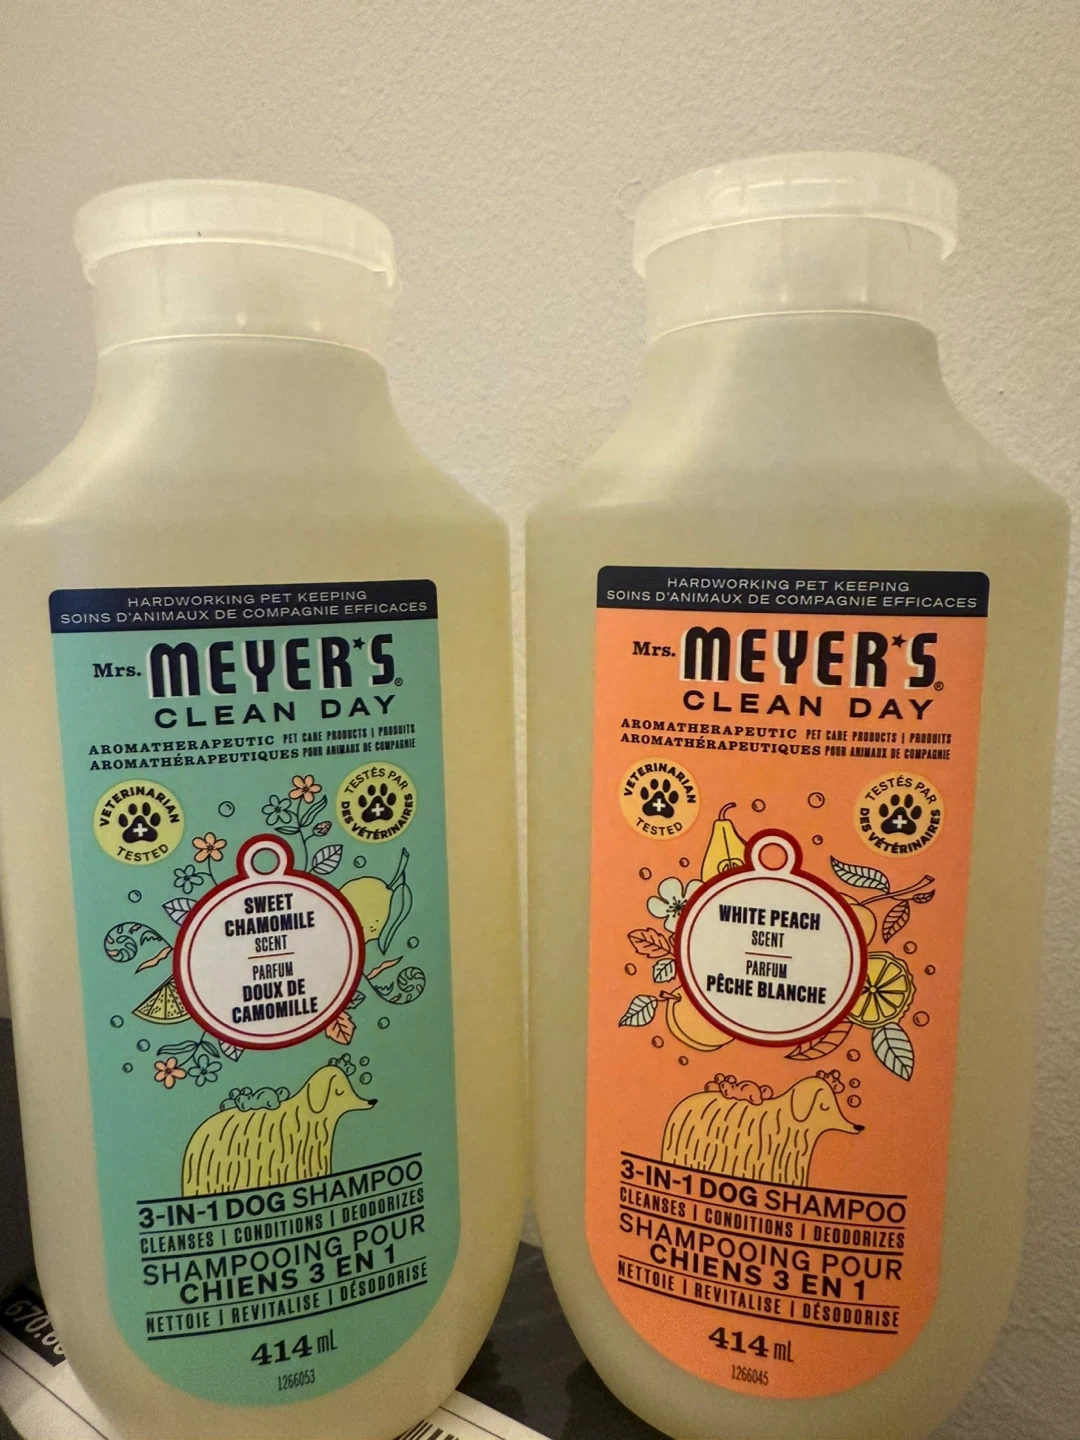 HARDWORKING PET KEEPING
SOINS D'ANIMAUX DE COMPAGNIE EFFICACES
Mrs. MEYER'S®
CLEAN DAY
AROMATHERAPEUTIC PET CARE PRODUCTS | PRODUITS
AROMATHÉRAPEUTIQUES POUR ANIMAUX DE COMPAGNIE
VETERINARIAN TESTED
TESTÉS PAR DES VÉTÉRINAIRES
SWEET
CHAMOMILE
SCENT
PARFUM
DOUX DE
CAMOMILLE
3-IN-1 DOG SHAMPOO
CLEANSES | CONDITIONS | DEODORIZES
SHAMPOOING POUR
CHIENS 3 EN 1
NETTOIE | REVITALISE | DÉSODORISE
414 mL
1266053
HARDWORKING PET KEEPING
SOINS D'ANIMAUX DE COMPAGNIE EFFICACES
Mrs. MEYER'S®
CLEAN DAY
AROMATHERAPEUTIC PET CARE PRODUCTS | PRODUITS
AROMATHÉRAPEUTIQUES POUR ANIMAUX DE COMPAGNIE
VETERINARIAN TESTED
TESTÉS PAR DES VÉTÉRINAIRES
WHITE PEACH
SCENT
PARFUM
PÊCHE BLANCHE
3-IN-1 DOG SHAMPOO
CLEANSES | CONDITIONS | DEODORIZES
SHAMPOOING POUR
CHIENS 3 EN 1
NETTOIE | REVITALISE | DÉSODORISE
414 mL
1266045